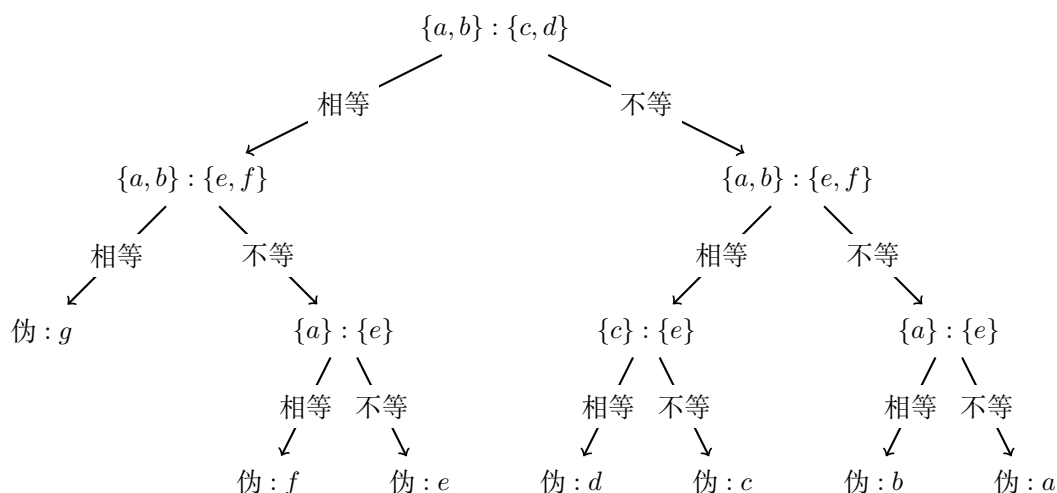 {a, b} : {c, d}
相等 不等
{a, b} : {e, f} {a, b} : {e, f}
相等 不等 相等 不等
伪 : g {a} : {e} {c} : {e} {a} : {e}
相等 不等 相等 不等 相等 不等
伪 : f 伪 : e 伪 : d 伪 : c 伪 : b 伪 : a